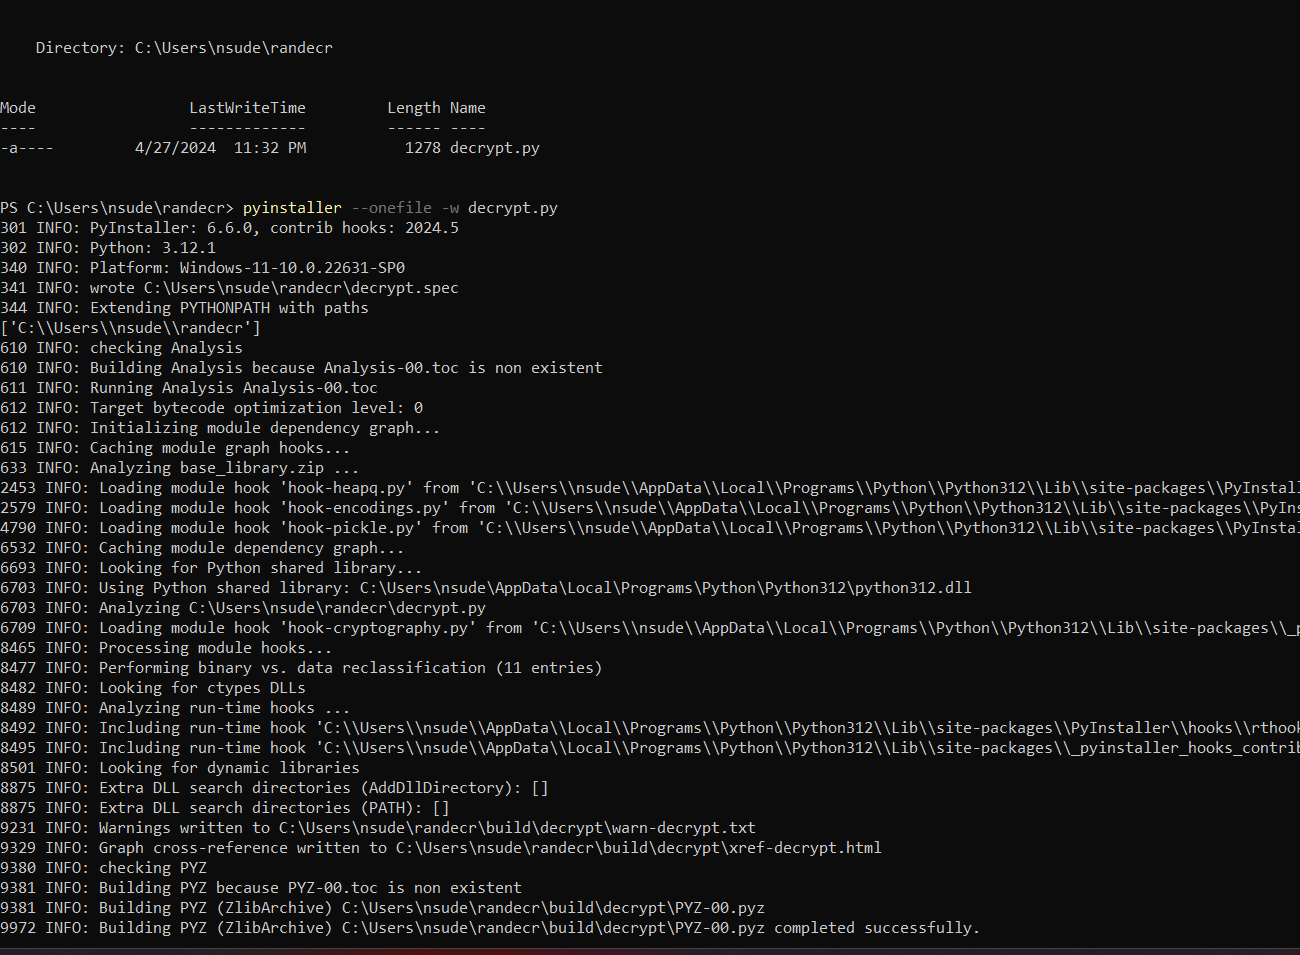 Directory: C:\Users\nsude\randecr
Mode LastWriteTime Length Name
---- ------------- ------ ----
-a---- 4/27/2024 11:32 PM 1278 decrypt.py
PS C:\Users\nsude\randecr> pyinstaller --onefile -w decrypt.py
301 INFO: PyInstaller: 6.6.0, contrib hooks: 2024.5
302 INFO: Python: 3.12.1
340 INFO: Platform: Windows-11-10.0.22631-SP0
341 INFO: wrote C:\Users\nsude\randecr\decrypt.spec
344 INFO: Extending PYTHONPATH with paths
['C:\\Users\\nsude\\randecr']
610 INFO: checking Analysis
610 INFO: Building Analysis because Analysis-00.toc is non existent
611 INFO: Running Analysis Analysis-00.toc
612 INFO: Target bytecode optimization level: 0
612 INFO: Initializing module dependency graph...
615 INFO: Caching module graph hooks...
633 INFO: Analyzing base_library.zip ...
2453 INFO: Loading module hook 'hook-heapq.py' from 'C:\\Users\\nsude\\AppData\\Local\\Programs\\Python\\Python312\\Lib\\site-packages\\PyInstall
2579 INFO: Loading module hook 'hook-encodings.py' from 'C:\\Users\\nsude\\AppData\\Local\\Programs\\Python\\Python312\\Lib\\site-packages\\PyIns
4790 INFO: Loading module hook 'hook-pickle.py' from 'C:\\Users\\nsude\\AppData\\Local\\Programs\\Python\\Python312\\Lib\\site-packages\\PyInstal
6532 INFO: Caching module dependency graph...
6693 INFO: Looking for Python shared library...
6703 INFO: Using Python shared library: C:\Users\nsude\AppData\Local\Programs\Python\Python312\python312.dll
6703 INFO: Analyzing C:\Users\nsude\randecr\decrypt.py
6709 INFO: Loading module hook 'hook-cryptography.py' from 'C:\\Users\\nsude\\AppData\\Local\\Programs\\Python\\Python312\\Lib\\site-packages\\_p
8465 INFO: Processing module hooks...
8477 INFO: Performing binary vs. data reclassification (11 entries)
8482 INFO: Looking for ctypes DLLs
8489 INFO: Analyzing run-time hooks ...
8492 INFO: Including run-time hook 'C:\\Users\\nsude\\AppData\\Local\\Programs\\Python\\Python312\\Lib\\site-packages\\PyInstaller\\hooks\\rthook
8495 INFO: Including run-time hook 'C:\\Users\\nsude\\AppData\\Local\\Programs\\Python\\Python312\\Lib\\site-packages\\_pyinstaller_hooks_contrib
8501 INFO: Looking for dynamic libraries
8875 INFO: Extra DLL search directories (AddDllDirectory): []
8875 INFO: Extra DLL search directories (PATH): []
9231 INFO: Warnings written to C:\Users\nsude\randecr\build\decrypt\warn-decrypt.txt
9329 INFO: Graph cross-reference written to C:\Users\nsude\randecr\build\decrypt\xref-decrypt.html
9380 INFO: checking PYZ
9381 INFO: Building PYZ because PYZ-00.toc is non existent
9381 INFO: Building PYZ (ZlibArchive) C:\Users\nsude\randecr\build\decrypt\PYZ-00.pyz
9972 INFO: Building PYZ (ZlibArchive) C:\Users\nsude\randecr\build\decrypt\PYZ-00.pyz completed successfully.